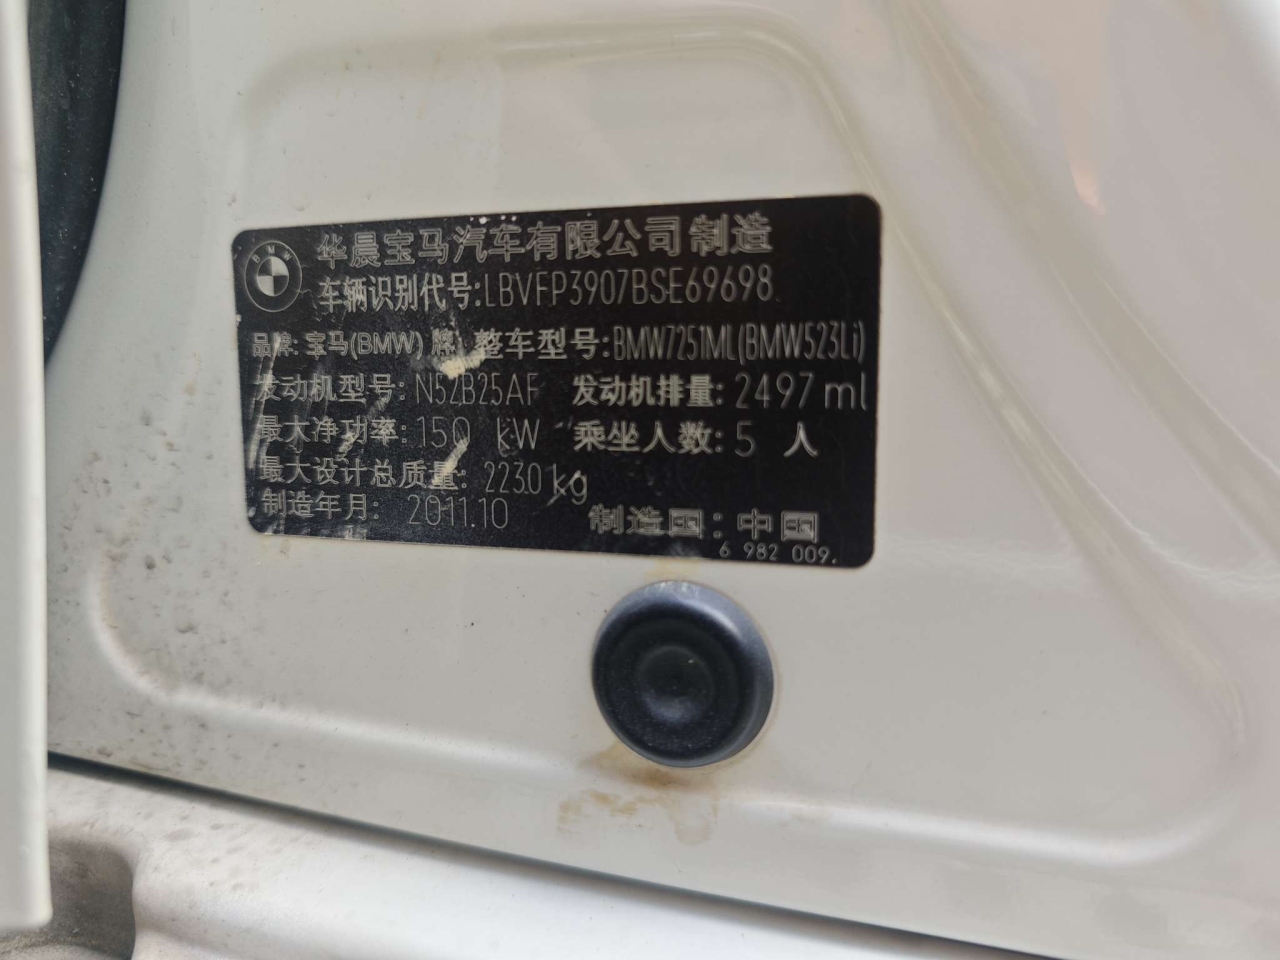 BMW
华晨宝马汽车有限公司制造
车辆识别代号:LBVFP3907BSE69698
品牌: 宝马(BMW) 牌 整车型号:BMW7251ML(BMW523Li)
发动机型号: N52B25AF 发动机排量: 2497 ml
最大净功率: 150 kW 乘坐人数: 5 人
最大设计总质量: 2230 kg
制造年月: 2011.10 制造国: 中国
6 982 009.